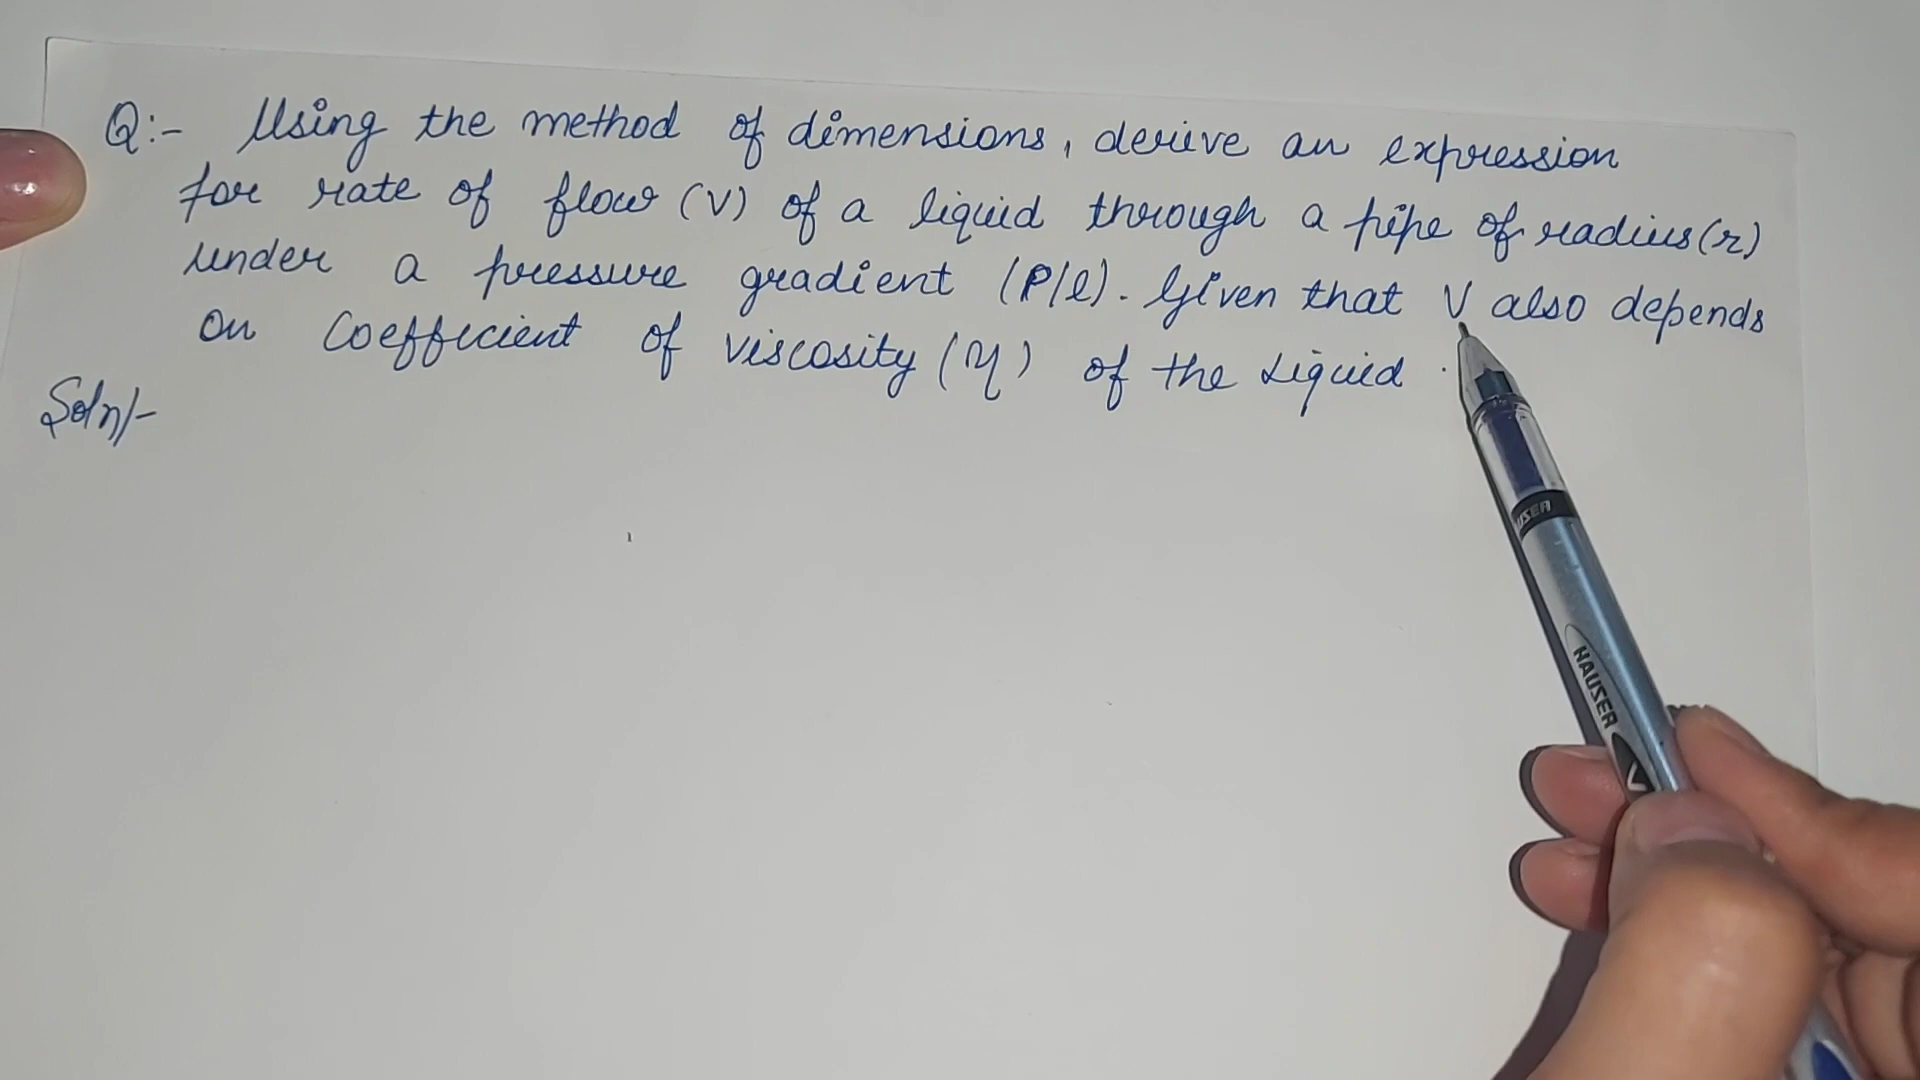 Q:- Using the method of dimensions, derive an expression
for rate of flow (V) of a liquid through a pipe of radius (r)
under a pressure gradient (P/l). Given that V also depends
on Coefficient of viscosity (η) of the Liquid.
Soln/-
HAUSER